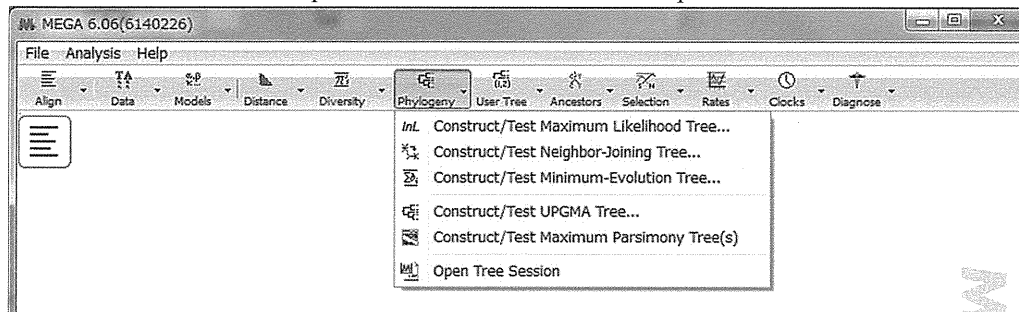 MEGA 6.06(6140226)
File Analysis Help
Align Data Models Distance Diversity Phylogeny User Tree Ancestors Selection Rates Clocks Diagnose
lnL Construct/Test Maximum Likelihood Tree...
Construct/Test Neighbor-Joining Tree...
Construct/Test Minimum-Evolution Tree...
Construct/Test UPGMA Tree...
Construct/Test Maximum Parsimony Tree(s)
Open Tree Session
M